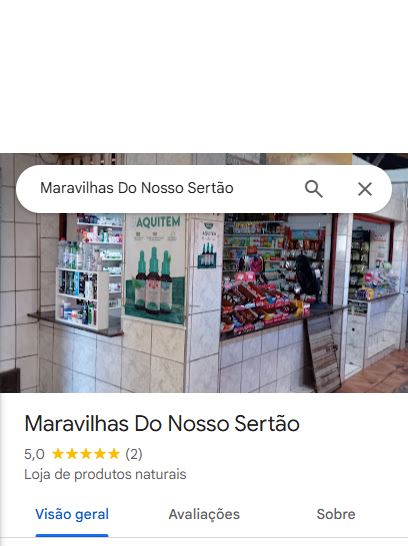 Maravilhas Do Nosso Sertão
AQUITEM
AQUITEM
Maravilhas Do Nosso Sertão
5,0 ★★★★★ (2)
Loja de produtos naturais
Visão geral
Avaliações
Sobre